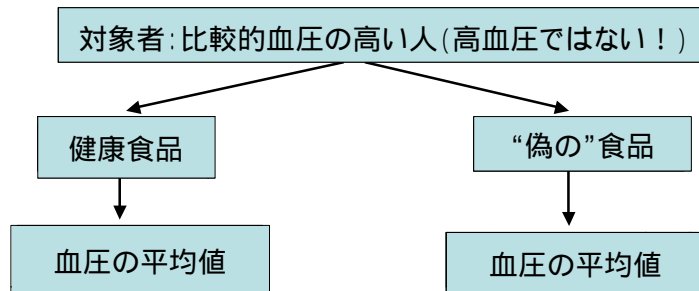 対象者:比較的血圧の高い人(高血圧ではない！)
健康食品
“偽の”食品
血圧の平均値
血圧の平均値